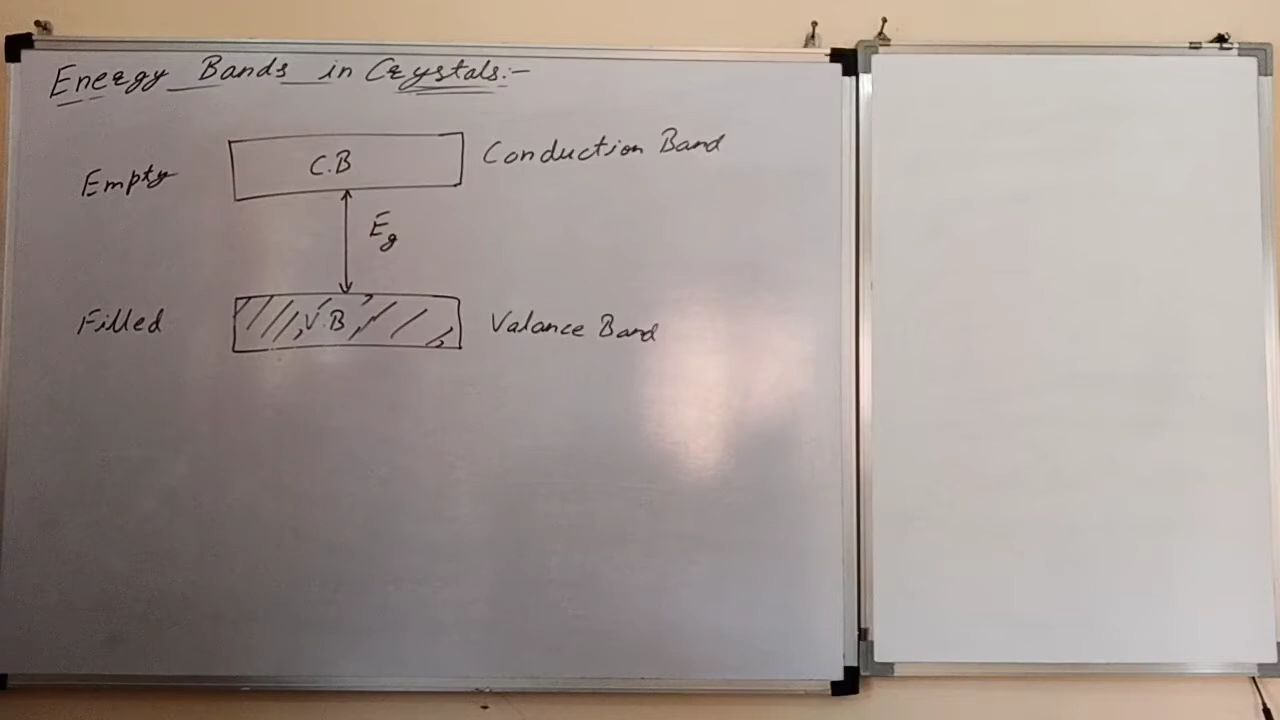 Energy Bands in Crystals:-
C.B
Conduction Band
Empty
Eg
Filled
V.B
Valance Band